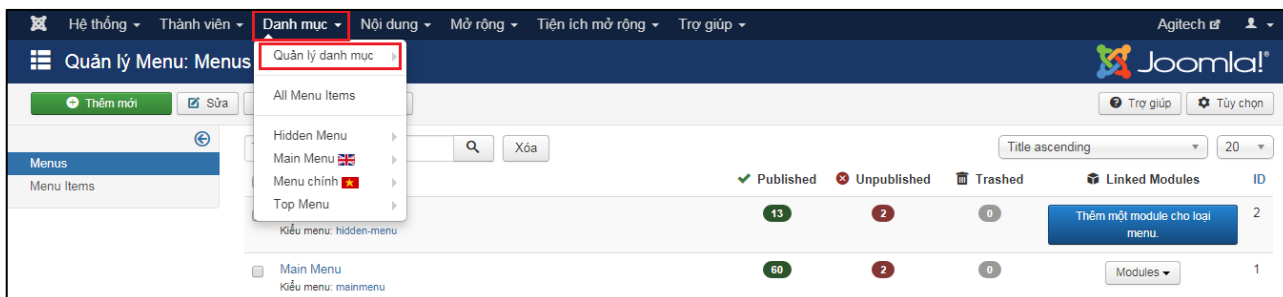 Hệ thống Thành viên Danh mục Nội dung Mở rộng Tiện ích mở rộng Trợ giúp Agitech
Quản lý Menu: Menus Joomla!®
Quản lý danh mục
Thêm mới Sửa Trợ giúp Tùy chọn
All Menu Items
Hidden Menu
Main Menu
Menu chính
Top Menu
Xóa Title ascending 20
Menus
Menu Items
Published Unpublished Trashed Linked Modules ID
13 2 0 Thêm một module cho loại menu. 2
Kiểu menu: hidden-menu
Main Menu 60 2 0 Modules 1
Kiểu menu: mainmenu